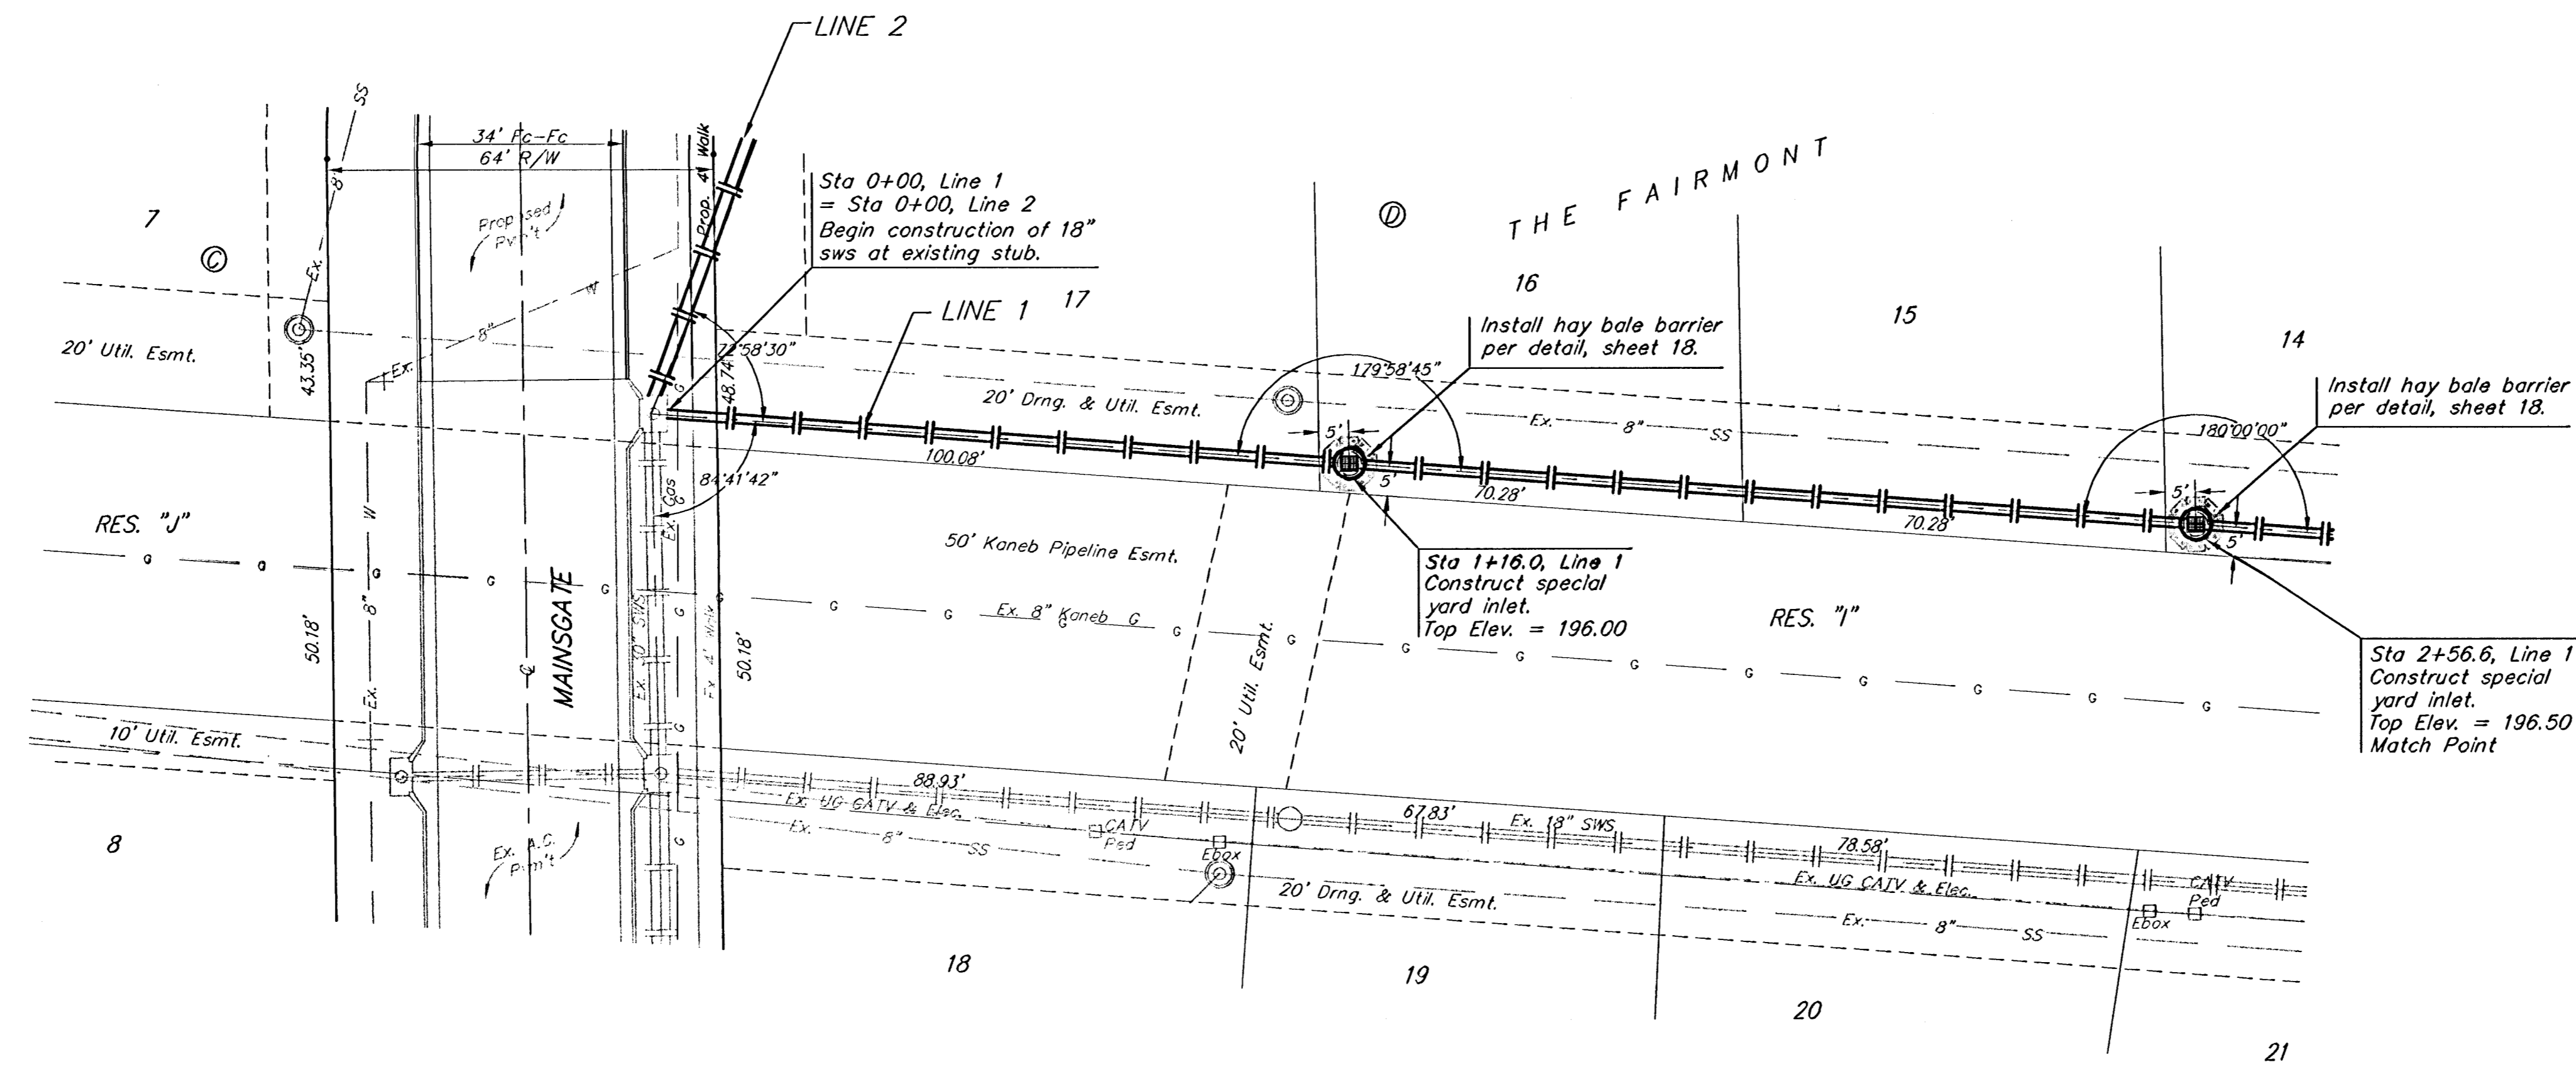 LINE 2
SS
8"
Ex.
34' Fc-Fc
64' R/W
Prop. 4' Walk
7
C
Sta 0+00, Line 1
= Sta 0+00, Line 2
Begin construction of 18"
sws at existing stub.
THE FAIRMONT
D
17
16
15
14
LINE 1
Install hay bale barrier
per detail, sheet 18.
Install hay bale barrier
per detail, sheet 18.
20' Util. Esmt.
43.35'
Ex.
8"
W
72°58'30"
48.74'
G
20' Drng. & Util. Esmt.
179°58'45"
Ex. 8" SS
180°00'00"
5'
5'
5'
5'
100.08'
70.28'
70.28'
84°41'42"
RES. "J"
Ex. Gas
50' Kaneb Pipeline Esmt.
Sta 1+16.0, Line 1
Construct special
yard inlet.
Top Elev. = 196.00
RES. "I"
Sta 2+56.6, Line 1
Construct special
yard inlet.
Top Elev. = 196.50
Match Point
G G G G G
G G G Ex. 8" Kaneb G G G G G G G G G G
50.18'
Ex. 8" W
MAINSGATE
Ex. 4' Walk
50.18'
20' Util. Esmt.
10' Util. Esmt.
88.93'
Ex. UG CATV & Elec.
CATV
Ped
Ebox
Ex. 8" SS
67.83'
Ex. 18" SWS
78.58'
Ex. UG CATV & Elec.
CATV
Ped
Ebox
20' Drng. & Util. Esmt.
Ex. 8" SS
8
Ex. A.C.
Pvm't
18
19
20
21